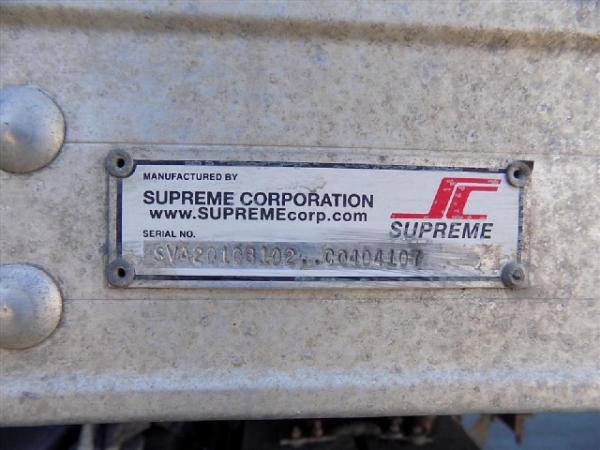 MANUFACTURED BY
SUPREME CORPORATION
www.SUPREMEcorp.com
SERIAL NO.
SUPREME